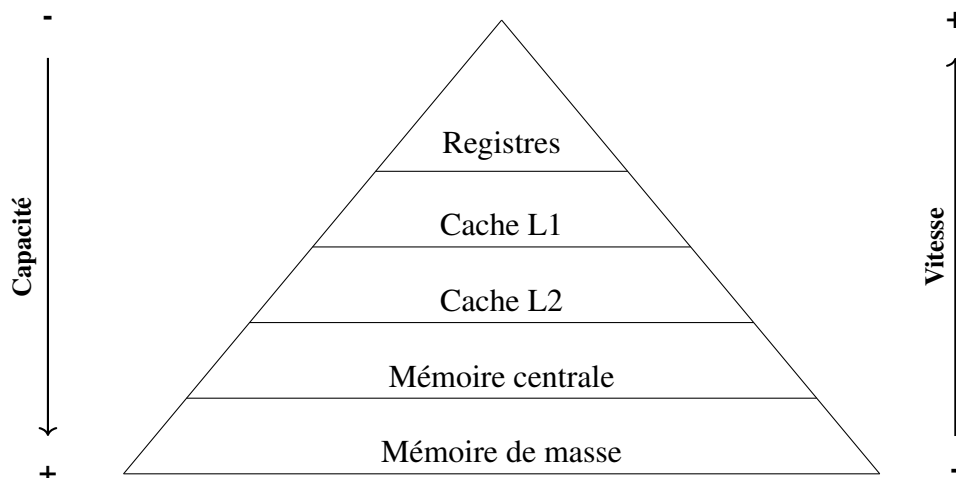 - +
Registres
Cache L1
Capacité
Vitesse
Cache L2
Mémoire centrale
Mémoire de masse
+ -